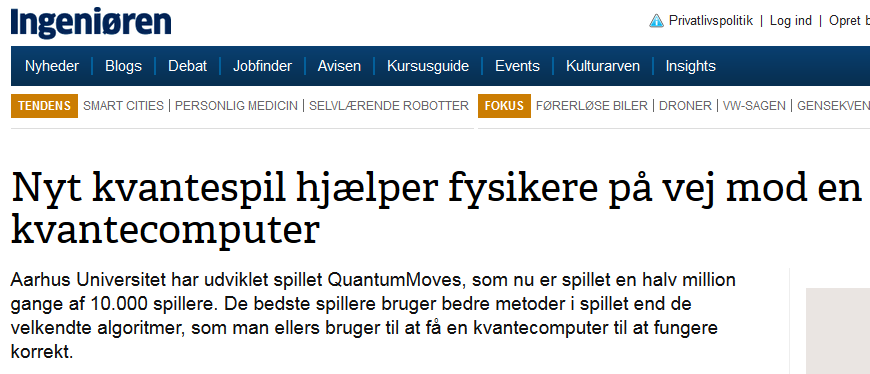 Ingeniøren
Privatlivspolitik | Log ind | Opret
Nyheder | Blogs | Debat | Jobfinder | Avisen | Kursusguide | Events | Kulturarven | Insights
TENDENS SMART CITIES | PERSONLIG MEDICIN | SELVLÆRENDE ROBOTTER FOKUS FØRERLØSE BILER | DRONER | VW-SAGEN | GENSEKVEN
Nyt kvantespil hjælper fysikere på vej mod en
kvantecomputer
Aarhus Universitet har udviklet spillet QuantumMoves, som nu er spillet en halv million
gange af 10.000 spillere. De bedste spillere bruger bedre metoder i spillet end de
velkendte algoritmer, som man ellers bruger til at få en kvantecomputer til at fungere
korrekt.